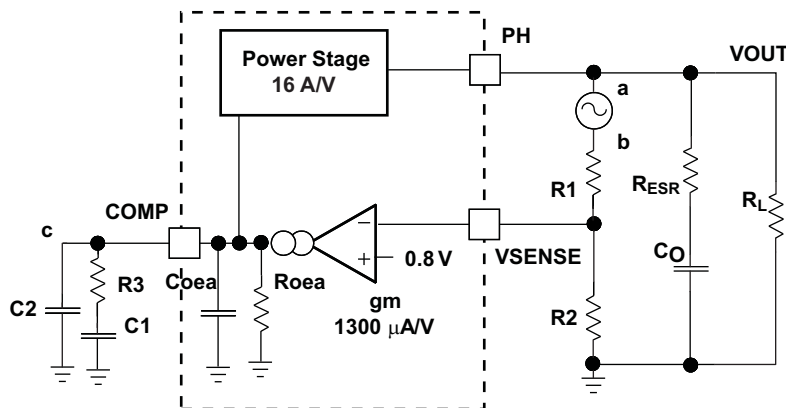 PH
VOUT
Power Stage
16 A/V
a
b
R1
RESR
RL
COMP
c
0.8 V
VSENSE
CO
R3
Coea
Roea
gm
1300 μA/V
C2
C1
R2